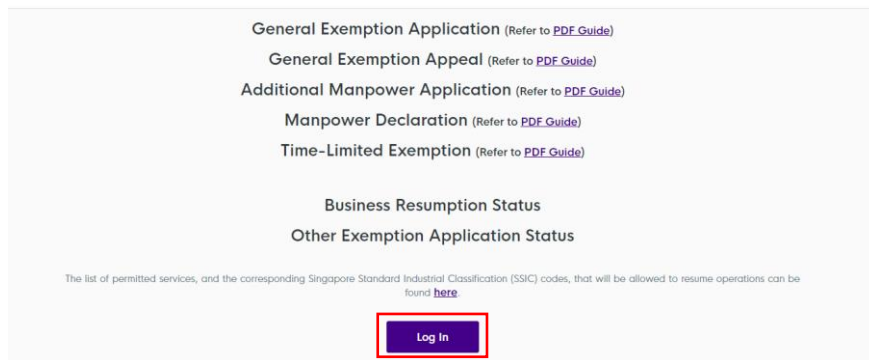 General Exemption Application (Refer to PDF Guide)
General Exemption Appeal (Refer to PDF Guide)
Additional Manpower Application (Refer to PDF Guide)
Manpower Declaration (Refer to PDF Guide)
Time-Limited Exemption (Refer to PDF Guide)
Business Resumption Status
Other Exemption Application Status
The list of permitted services, and the corresponding Singapore Standard Industrial Classification (SSIC) codes, that will be allowed to resume operations can be
found here.
Log In